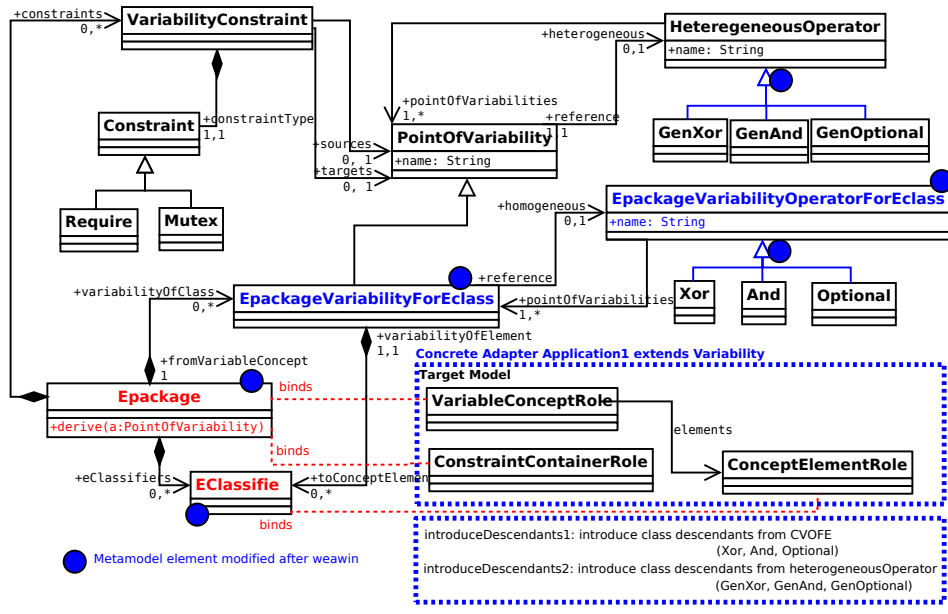 +constraints
0,*
VariabilityConstraint
HeteregeneousOperator
+name: String
+heterogeneous
0,1
+constraintType
1,1
Constraint
Require
Mutex
+pointOfVariabilities
1,*
+reference
1,1
PointOfVariability
+name: String
+sources
0, 1
+targets
0, 1
GenXor
GenAnd
GenOptional
EpackageVariabilityOperatorForEclass
+name: String
+homogeneous
0,1
+reference
+pointOfVariabilities
1,*
Xor
And
Optional
+variabilityOfClass
0,*
EpackageVariabilityForEclass
+variabilityOfElement
1,1
+fromVariableConcept
1
Epackage
+derive(a:PointOfVariability)
binds
binds
binds
+eClassifiers
0,*
EClassifie
+toConceptElement
0,*
Concrete Adapter Application1 extends Variability
Target Model
VariableConceptRole
elements
ConstraintContainerRole
ConceptElementRole
introduceDescendants1: introduce class descendants from CVOFE
(Xor, And, Optional)
introduceDescendants2: introduce class descendants from heterogeneousOperator
(GenXor, GenAnd, GenOptional)
Metamodel element modified after weawin